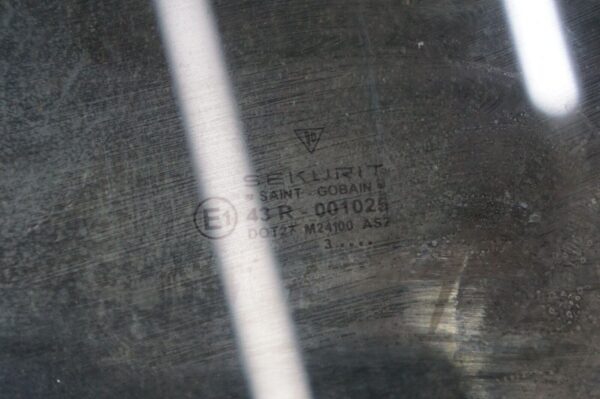 SEKURIT
" SAINT - GOBAIN "
E1 43 R - 001025
DOT27 M24100 AS2
3 ....